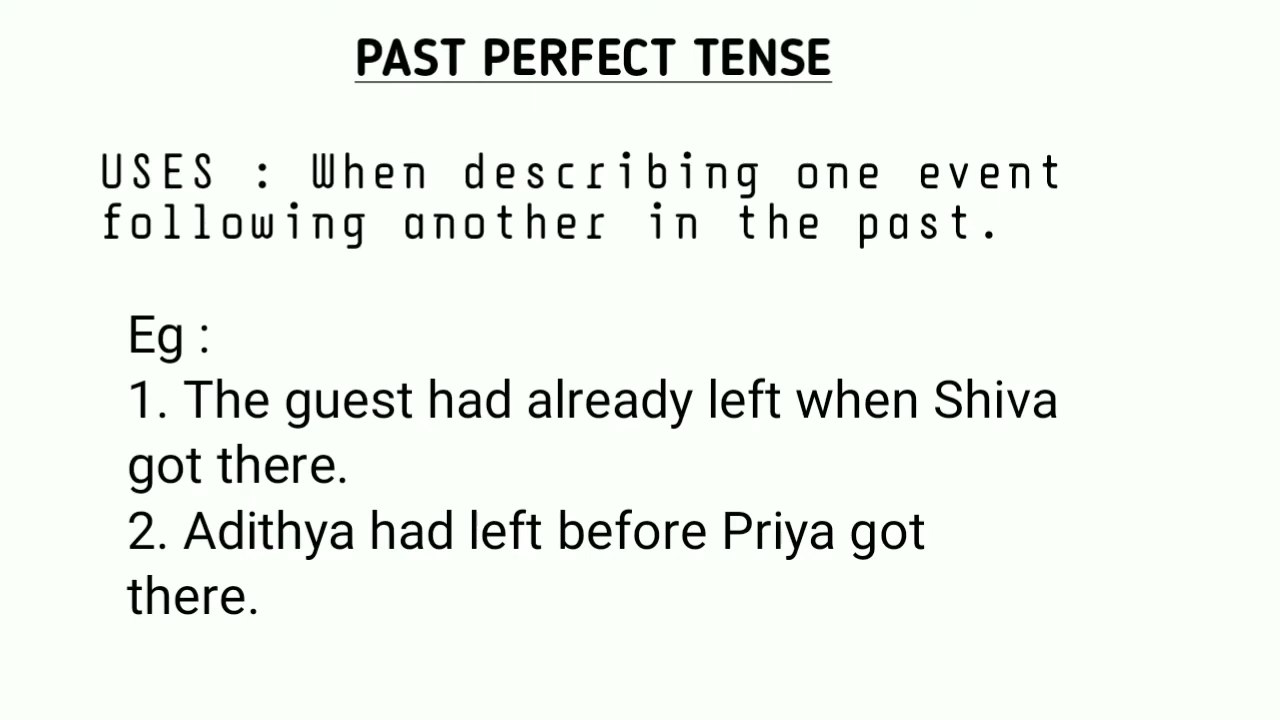 PAST PERFECT TENSE
USES : When describing one event
following another in the past.
Eg :
1. The guest had already left when Shiva
got there.
2. Adithya had left before Priya got
there.